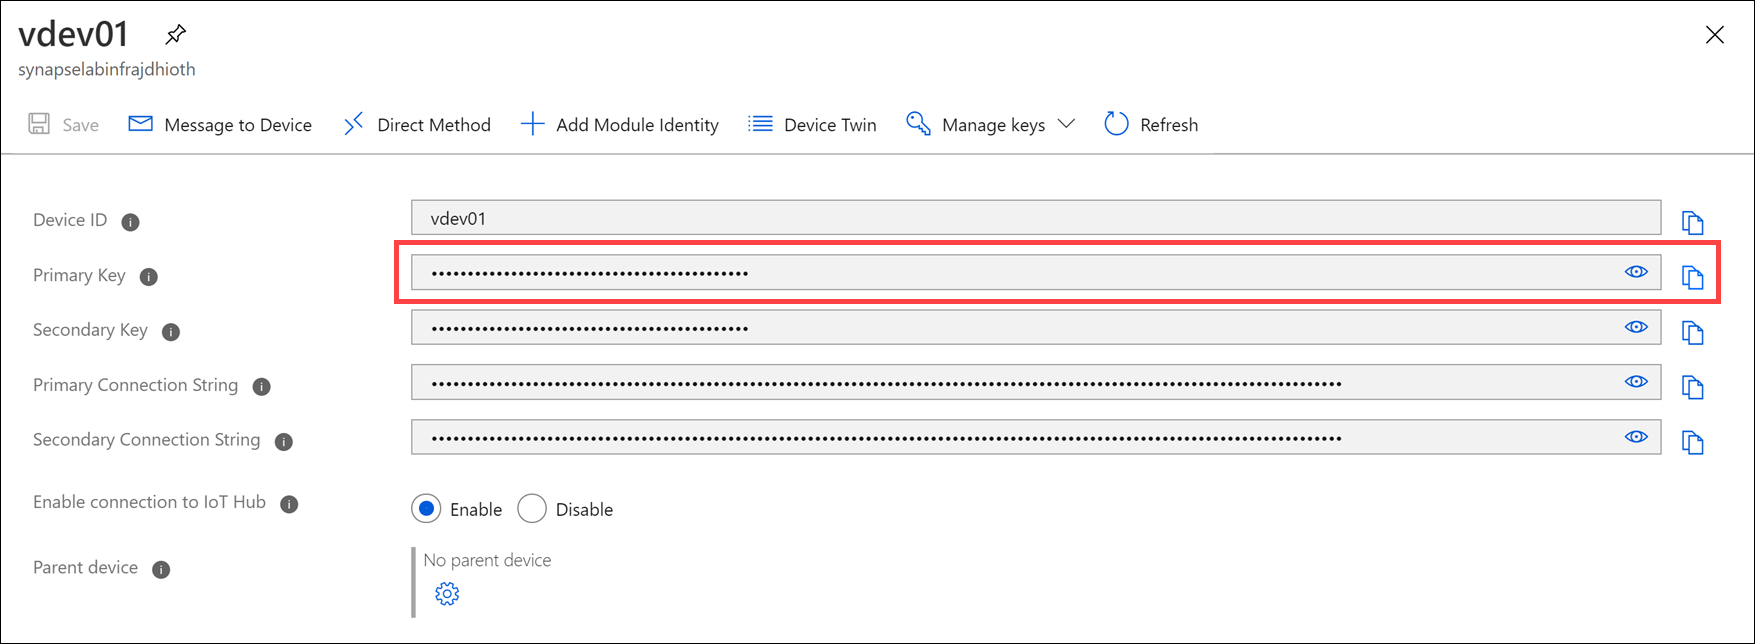 vdev01
synapselabinfrajdhioth
Save Message to Device Direct Method Add Module Identity Device Twin Manage keys Refresh
Device ID vdev01
Primary Key ••••••••••••••••••••••••••••••••••••••••••••
Secondary Key ••••••••••••••••••••••••••••••••••••••••••••
Primary Connection String ••••••••••••••••••••••••••••••••••••••••••••••••••••••••••••••••••••••••••••••••••••••••••••••••••••••••••••••••••••••••••••••
Secondary Connection String ••••••••••••••••••••••••••••••••••••••••••••••••••••••••••••••••••••••••••••••••••••••••••••••••••••••••••••••••••••••••••••••
Enable connection to IoT Hub Enable Disable
Parent device No parent device